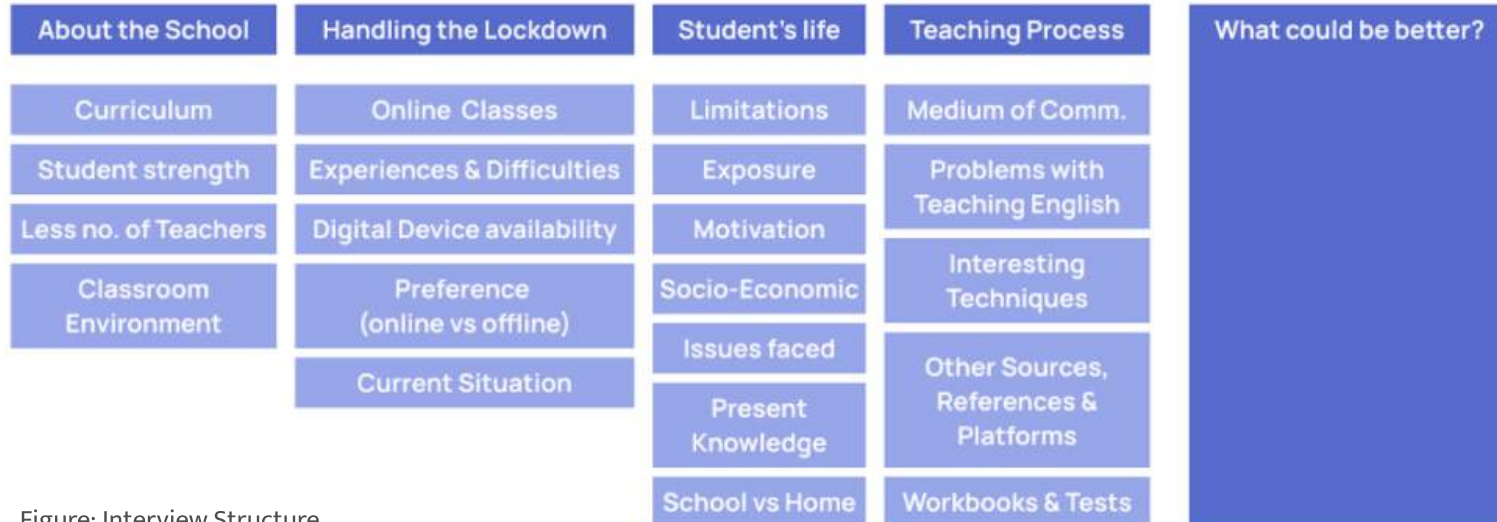 About the School
Curriculum
Student strength
Less no. of Teachers
Classroom
Environment
Handling the Lockdown
Online Classes
Experiences & Difficulties
Digital Device availability
Preference
(online vs offline)
Current Situation
Student's life
Limitations
Exposure
Motivation
Socio-Economic
Issues faced
Present
Knowledge
School vs Home
Teaching Process
Medium of Comm.
Problems with
Teaching English
Interesting
Techniques
Other Sources,
References &
Platforms
Workbooks & Tests
What could be better?
Figure: Interview Structure